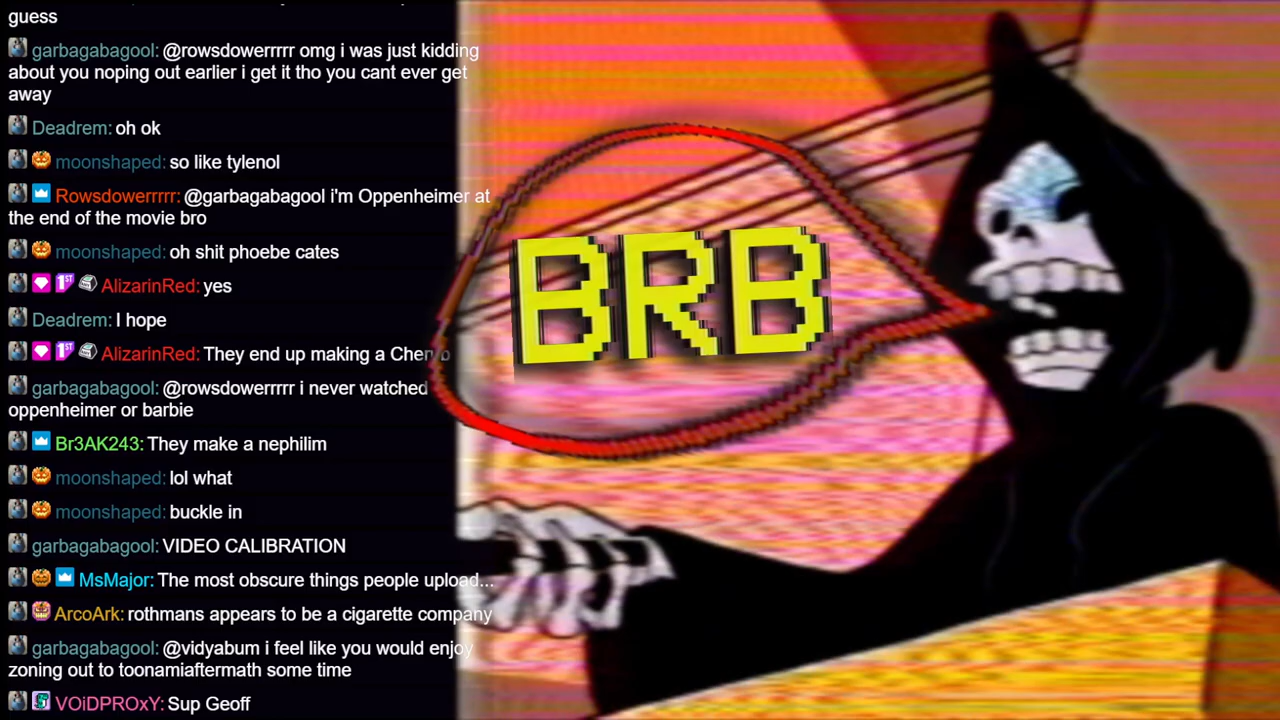 guess
garbagabagool: @rowsdowerrrrr omg i was just kidding
about you noping out earlier i get it tho you cant ever get
away
Deadrem: oh ok
moonshaped: so like tylenol
Rowsdowerrrrr: @garbagabagool i'm Oppenheimer at
the end of the movie bro
moonshaped: oh shit phoebe cates
1ST AlizarinRed: yes
Deadrem: I hope
1ST AlizarinRed: They end up making a Cherub
garbagabagool: @rowsdowerrrrr i never watched
oppenheimer or barbie
Br3AK243: They make a nephilim
moonshaped: lol what
moonshaped: buckle in
garbagabagool: VIDEO CALIBRATION
MsMajor: The most obscure things people upload...
ArcoArk: rothmans appears to be a cigarette company
garbagabagool: @vidyabum i feel like you would enjoy
zoning out to toonamiaftermath some time
VOiDPROxY: Sup Geoff
BRB